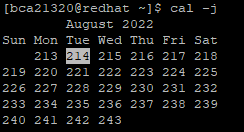 [bca21320@redhat ~]$ cal -j
August 2022
Sun Mon Tue Wed Thu Fri Sat
213 214 215 216 217 218
219 220 221 222 223 224 225
226 227 228 229 230 231 232
233 234 235 236 237 238 239
240 241 242 243